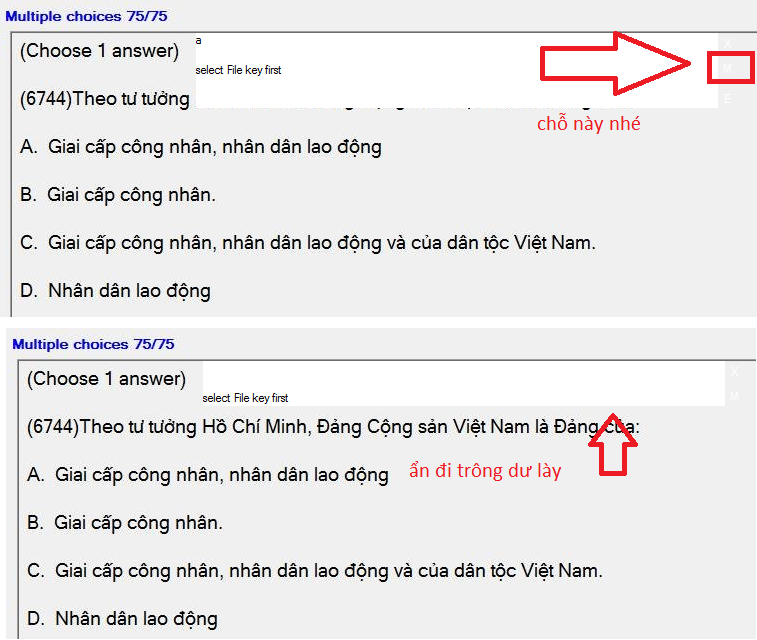 Multiple choices 75/75
(Choose 1 answer)
a
X
select File key first
M
(6744)Theo tư tưởng
E
chỗ này nhé
A. Giai cấp công nhân, nhân dân lao động
B. Giai cấp công nhân.
C. Giai cấp công nhân, nhân dân lao động và của dân tộc Việt Nam.
D. Nhân dân lao động
Multiple choices 75/75
(Choose 1 answer)
X
select File key first
M
(6744)Theo tư tưởng Hồ Chí Minh, Đảng Cộng sản Việt Nam là Đảng của:
A. Giai cấp công nhân, nhân dân lao động
ẩn đi trông dư lày
B. Giai cấp công nhân.
C. Giai cấp công nhân, nhân dân lao động và của dân tộc Việt Nam.
D. Nhân dân lao động